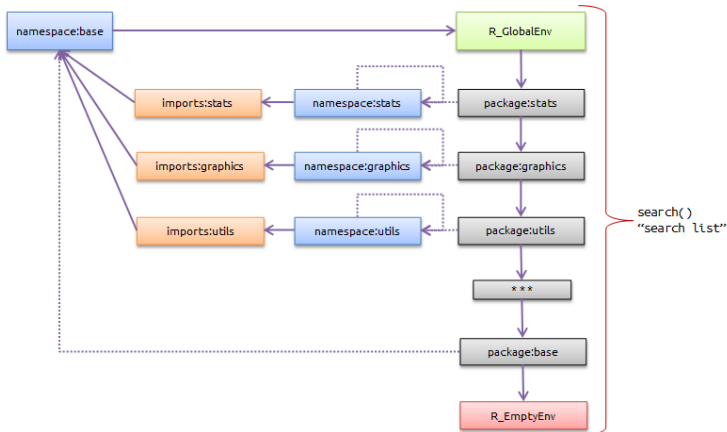 namespace:base
R_GlobalEnv
imports:stats
namespace:stats
package:stats
imports:graphics
namespace:graphics
package:graphics
search()
“search list”
imports:utils
namespace:utils
package:utils
***
package:base
R_EmptyEnv